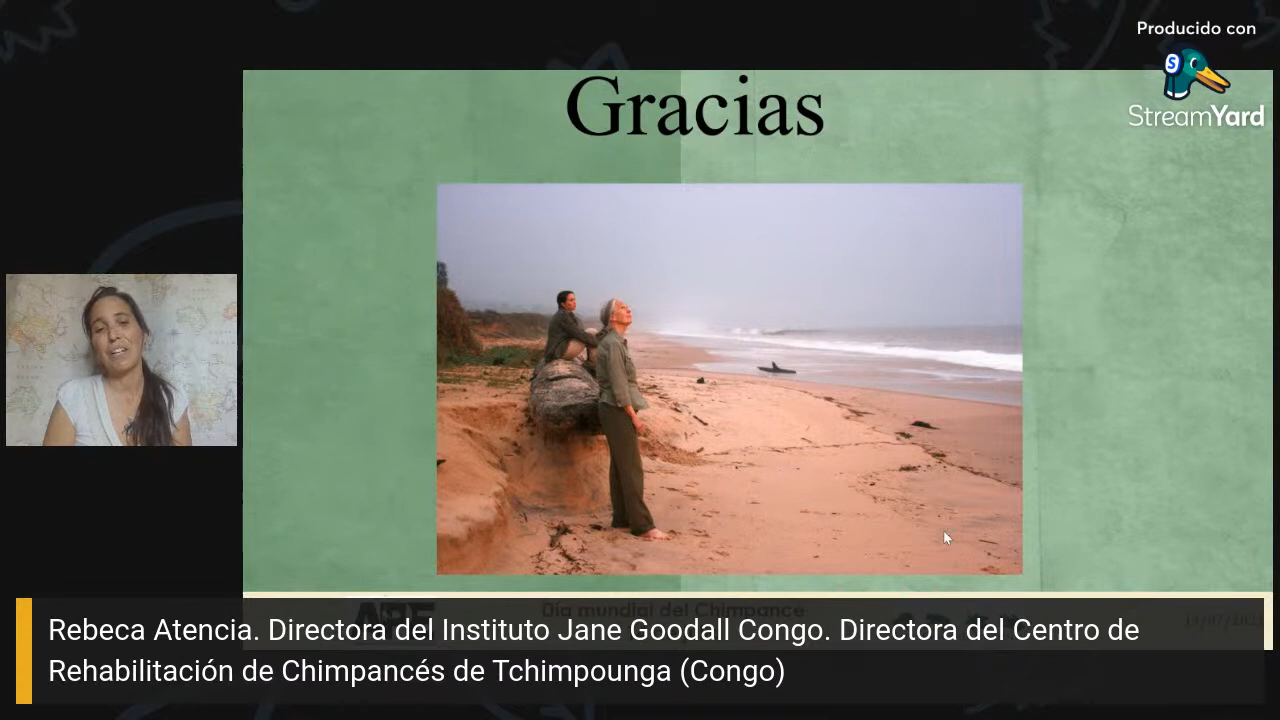 Producido con
StreamYard
Gracias
Día mundial del Chimpance
Rebeca Atencia. Directora del Instituto Jane Goodall Congo. Directora del Centro de
Rehabilitación de Chimpancés de Tchimpounga (Congo)